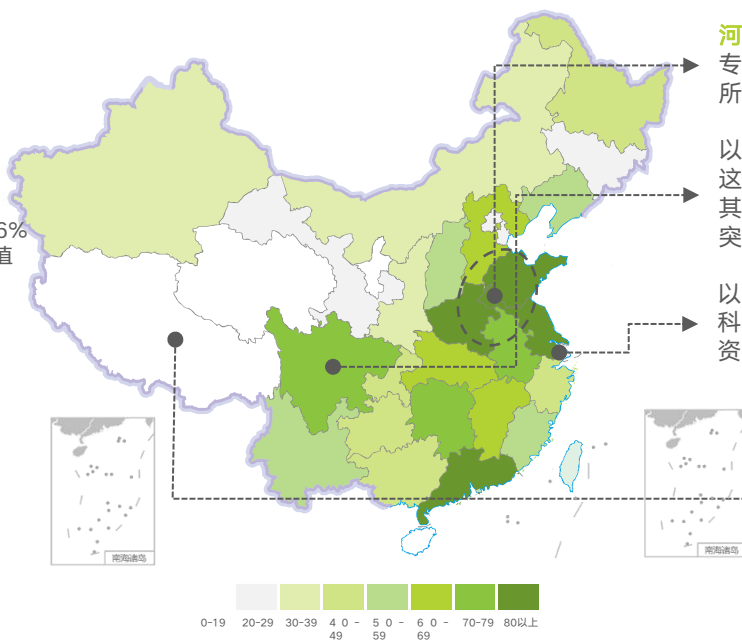 河
专
所
以
这
其
突
以
科
资
6%
值
南海诸岛
南海诸岛
0-19 20-29 30-39 40-49 50-59 60-69 70-79 80以上